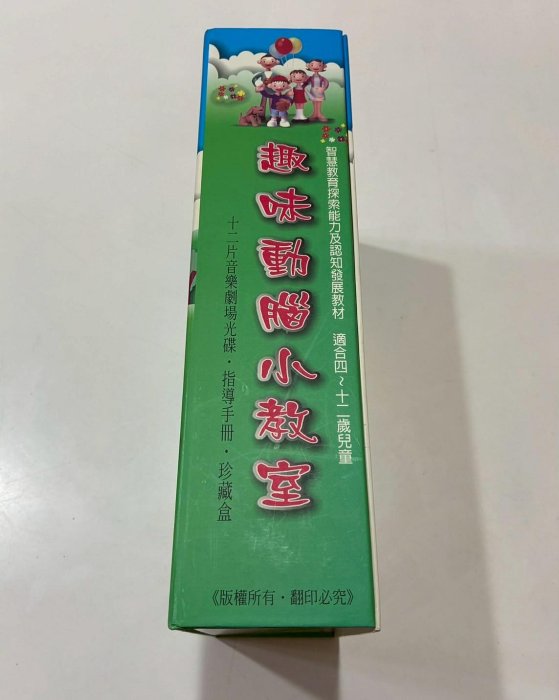 智慧教育探索能力及認知發展教材　適合四~十二歲兒童
趣味動腦小教室
十二片音樂劇場光碟·指導手冊·珍藏盒
《版權所有·翻印必究》